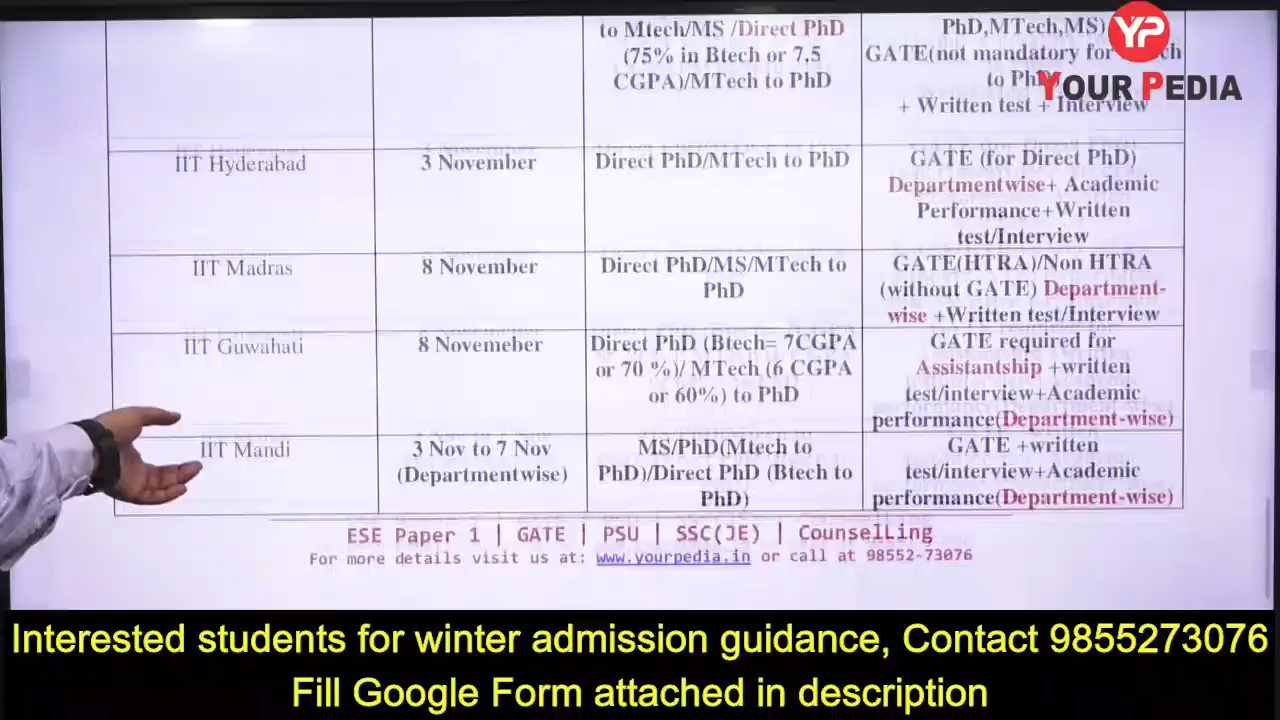 to Mtech/MS /Direct PhD
(75% in Btech or 7.5
CGPA)/MTech to PhD
PhD,MTech,MS)
GATE(not mandatory for
to PhD)
+ Written test + Interview
YP
YOUR PEDIA
IIT Hyderabad
3 November
Direct PhD/MTech to PhD
GATE (for Direct PhD)
Departmentwise+ Academic
Performance+Written
test/Interview
IIT Madras
8 November
Direct PhD/MS/MTech to
PhD
GATE(HTRA)/Non HTRA
(without GATE) Department-
wise +Written test/Interview
IIT Guwahati
8 Novemeber
Direct PhD (Btech= 7CGPA
or 70 %)/ MTech (6 CGPA
or 60%) to PhD
GATE required for
Assistantship +written
test/interview+Academic
performance(Department-wise)
IIT Mandi
3 Nov to 7 Nov
(Departmentwise)
MS/PhD(Mtech to
PhD)/Direct PhD (Btech to
PhD)
GATE +written
test/interview+Academic
performance(Department-wise)
ESE Paper 1 | GATE | PSU | SSC(JE) | CounselLing
For more details visit us at: www.yourpedia.in or call at 98552-73076
Interested students for winter admission guidance, Contact 9855273076
Fill Google Form attached in description